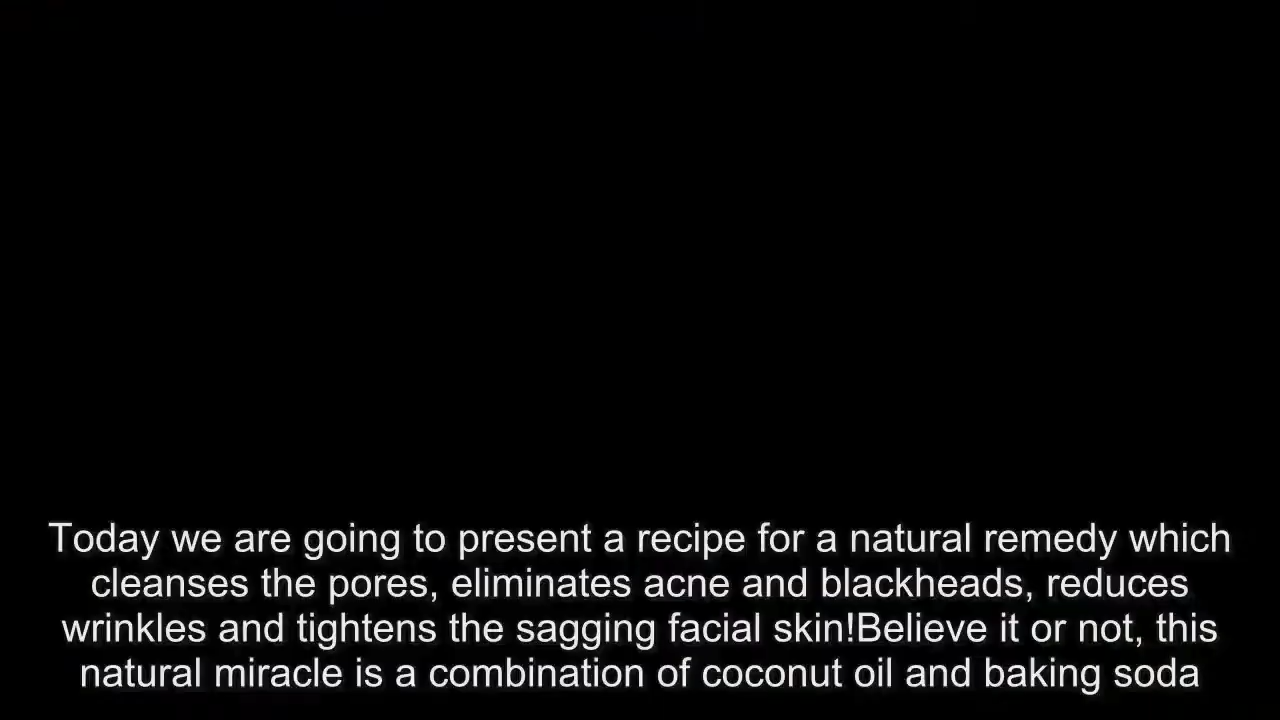 Today we are going to present a recipe for a natural remedy which
cleanses the pores, eliminates acne and blackheads, reduces
wrinkles and tightens the sagging facial skin!Believe it or not, this
natural miracle is a combination of coconut oil and baking soda